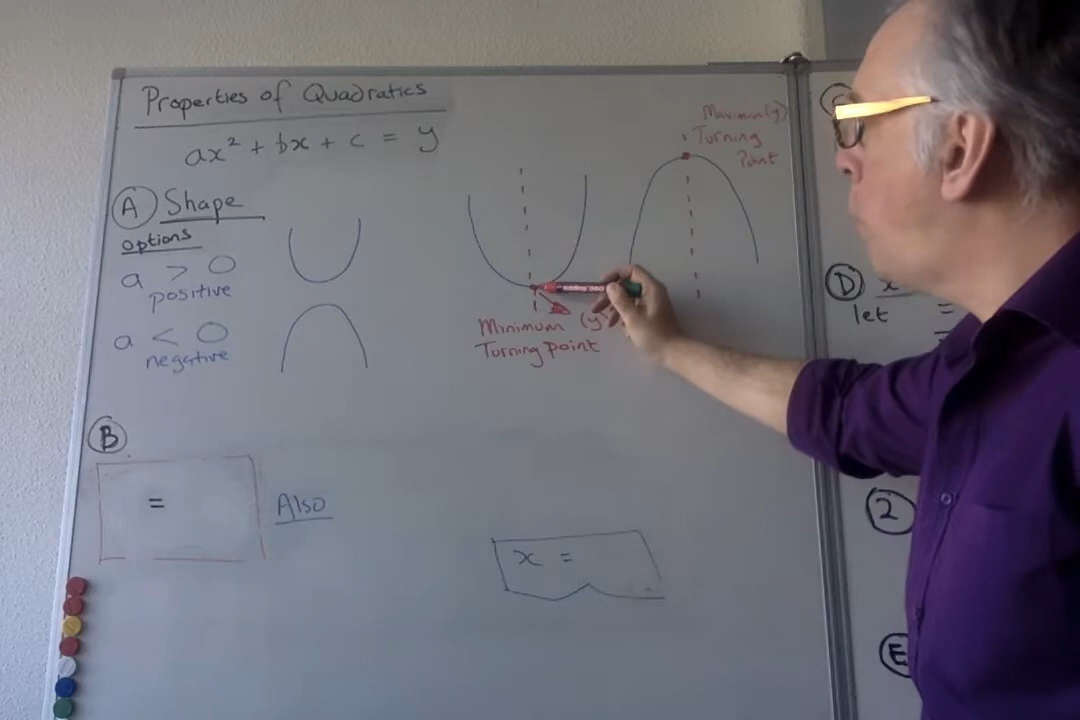 Properties of Quadratics
ax² + bx + c = y
A Shape
options
a > 0
positive
a < 0
negative
Maximum (y)
Turning
Point
Minimum (y
Turning point
B
=
Also
x =
C
D x
let =
=
2
E